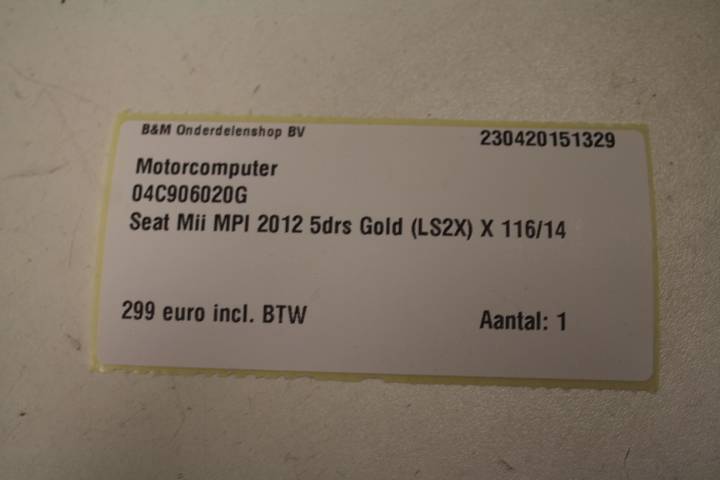 B&M Onderdelenshop BV 230420151329
Motorcomputer
04C906020G
Seat Mii MPI 2012 5drs Gold (LS2X) X 116/14
299 euro incl. BTW Aantal: 1